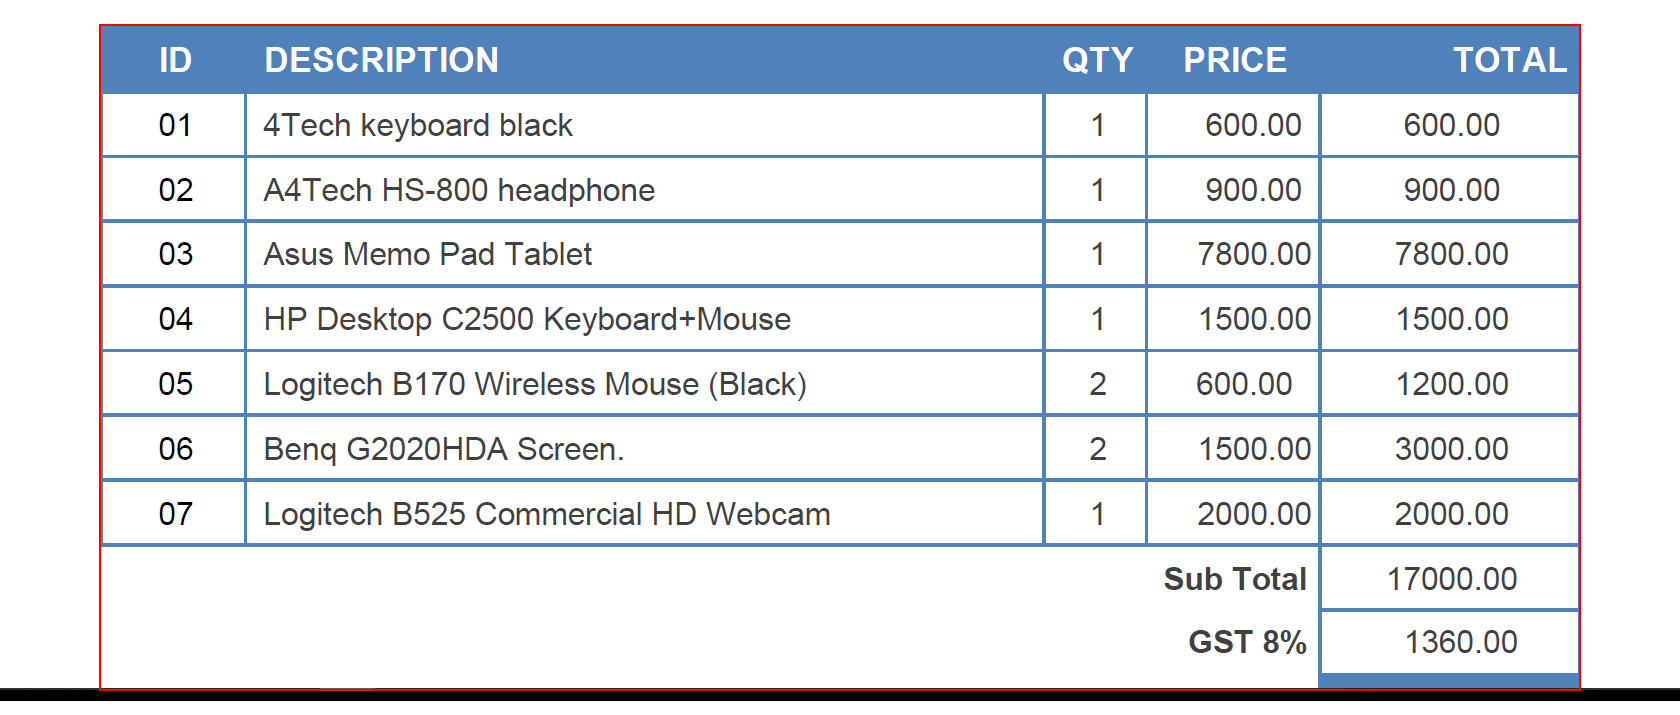 ID DESCRIPTION QTY PRICE TOTAL
01 4Tech keyboard black 1 600.00 600.00
02 A4Tech HS-800 headphone 1 900.00 900.00
03 Asus Memo Pad Tablet 1 7800.00 7800.00
04 HP Desktop C2500 Keyboard+Mouse 1 1500.00 1500.00
05 Logitech B170 Wireless Mouse (Black) 2 600.00 1200.00
06 Benq G2020HDA Screen. 2 1500.00 3000.00
07 Logitech B525 Commercial HD Webcam 1 2000.00 2000.00
Sub Total 17000.00
GST 8% 1360.00